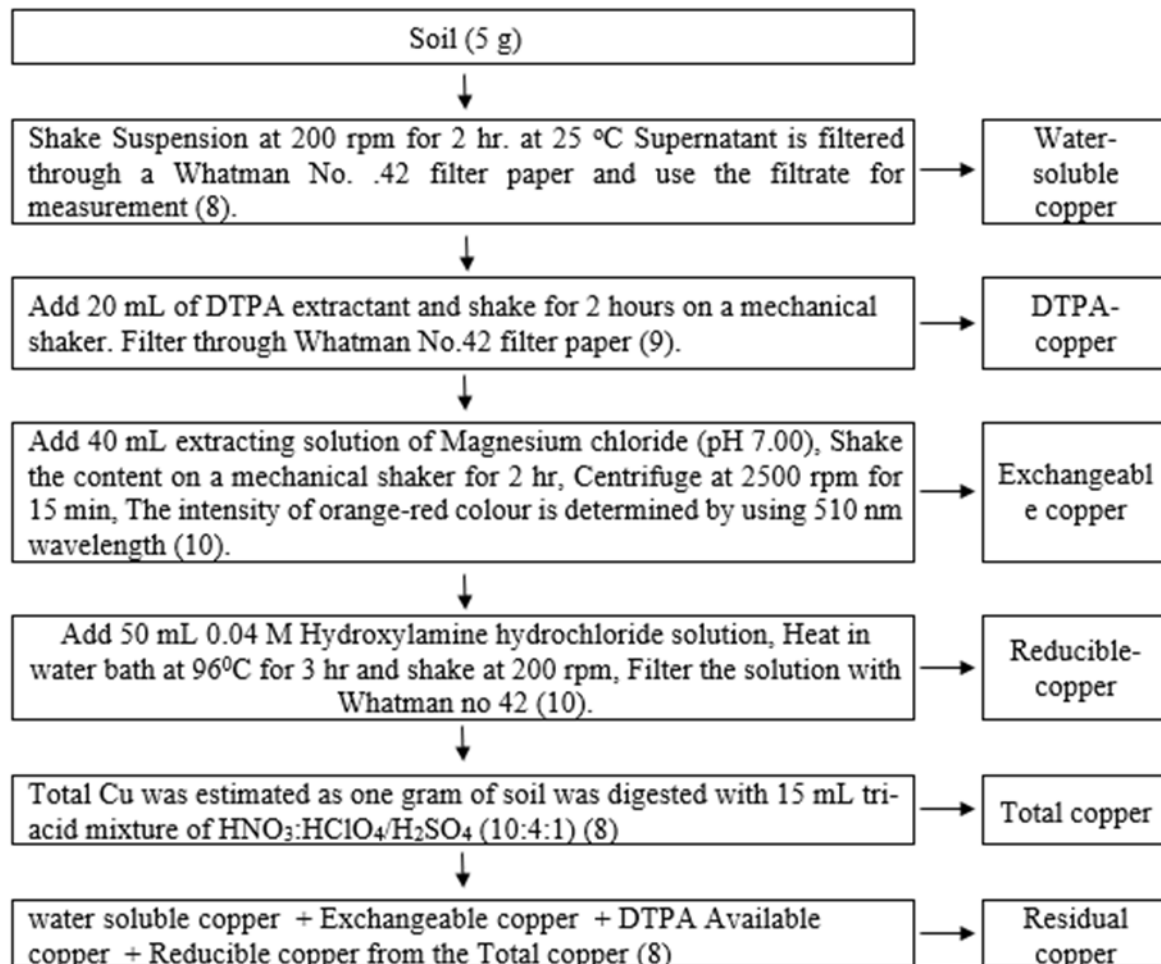 Soil (5 g)
Shake Suspension at 200 rpm for 2 hr. at 25 ºC Supernatant is filtered
through a Whatman No. .42 filter paper and use the filtrate for
measurement (8).
Water-
soluble
copper
Add 20 mL of DTPA extractant and shake for 2 hours on a mechanical
shaker. Filter through Whatman No.42 filter paper (9).
DTPA-
copper
Add 40 mL extracting solution of Magnesium chloride (pH 7.00), Shake
the content on a mechanical shaker for 2 hr, Centrifuge at 2500 rpm for
15 min, The intensity of orange-red colour is determined by using 510 nm
wavelength (10).
Exchangeabl
e copper
Add 50 mL 0.04 M Hydroxylamine hydrochloride solution, Heat in
water bath at 96⁰C for 3 hr and shake at 200 rpm, Filter the solution with
Whatman no 42 (10).
Reducible-
copper
Total Cu was estimated as one gram of soil was digested with 15 mL tri-
acid mixture of HNO₃:HClO₄/H₂SO₄ (10:4:1) (8)
Total copper
water soluble copper + Exchangeable copper + DTPA Available
copper + Reducible copper from the Total copper (8)
Residual
copper